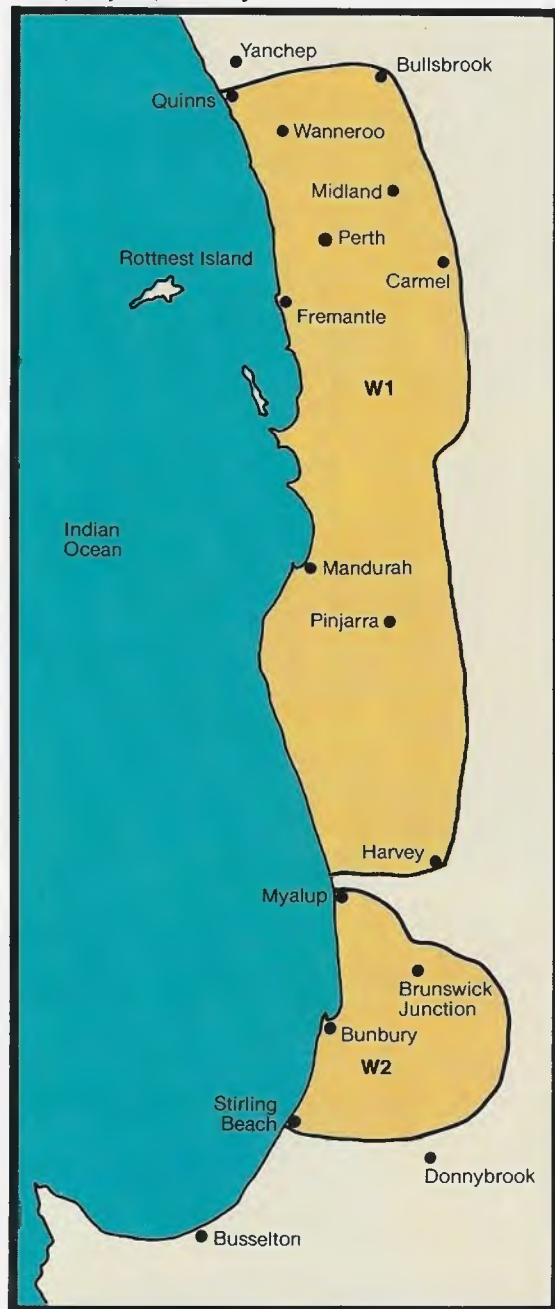 Yanchep
Bullsbrook
Quinns
Wanneroo
Midland
Perth
Rottnest Island
Carmel
Fremantle
W1
Indian
Ocean
Mandurah
Pinjarra
Harvey
Myalup
Brunswick
Junction
Bunbury
W2
Stirling
Beach
Donnybrook
Busselton